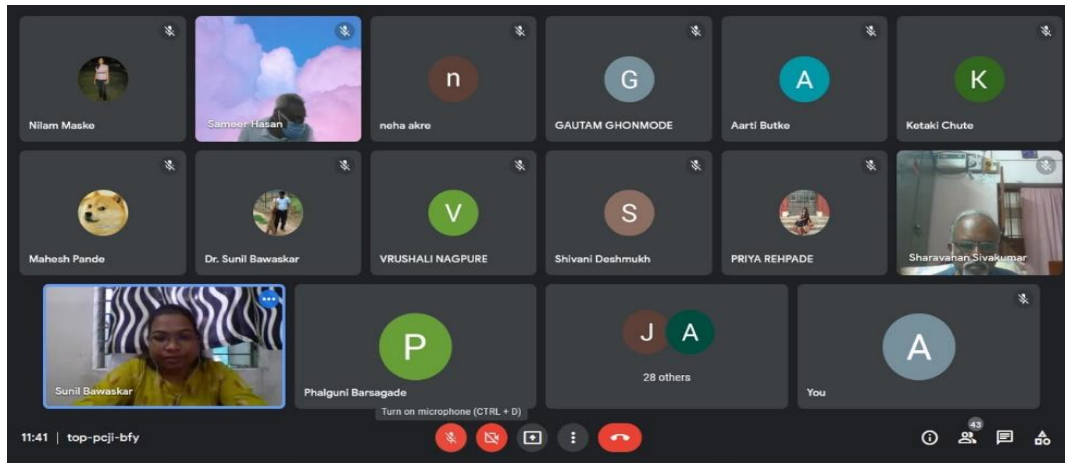 Nilam Maske
Sameer Hasan
n
neha akre
G
GAUTAM GHONMODE
A
Aarti Butke
K
Ketaki Chute
Mahesh Pande
Dr. Sunil Bawaskar
V
VRUSHALI NAGPURE
S
Shivani Deshmukh
PRIYA REHPADE
Sharavanan Sivakumar
Sunil Bawaskar
P
Phalguni Barsagade
J A
28 others
A
You
Turn on microphone (CTRL + D)
11:41 | top-pcji-bfy
43